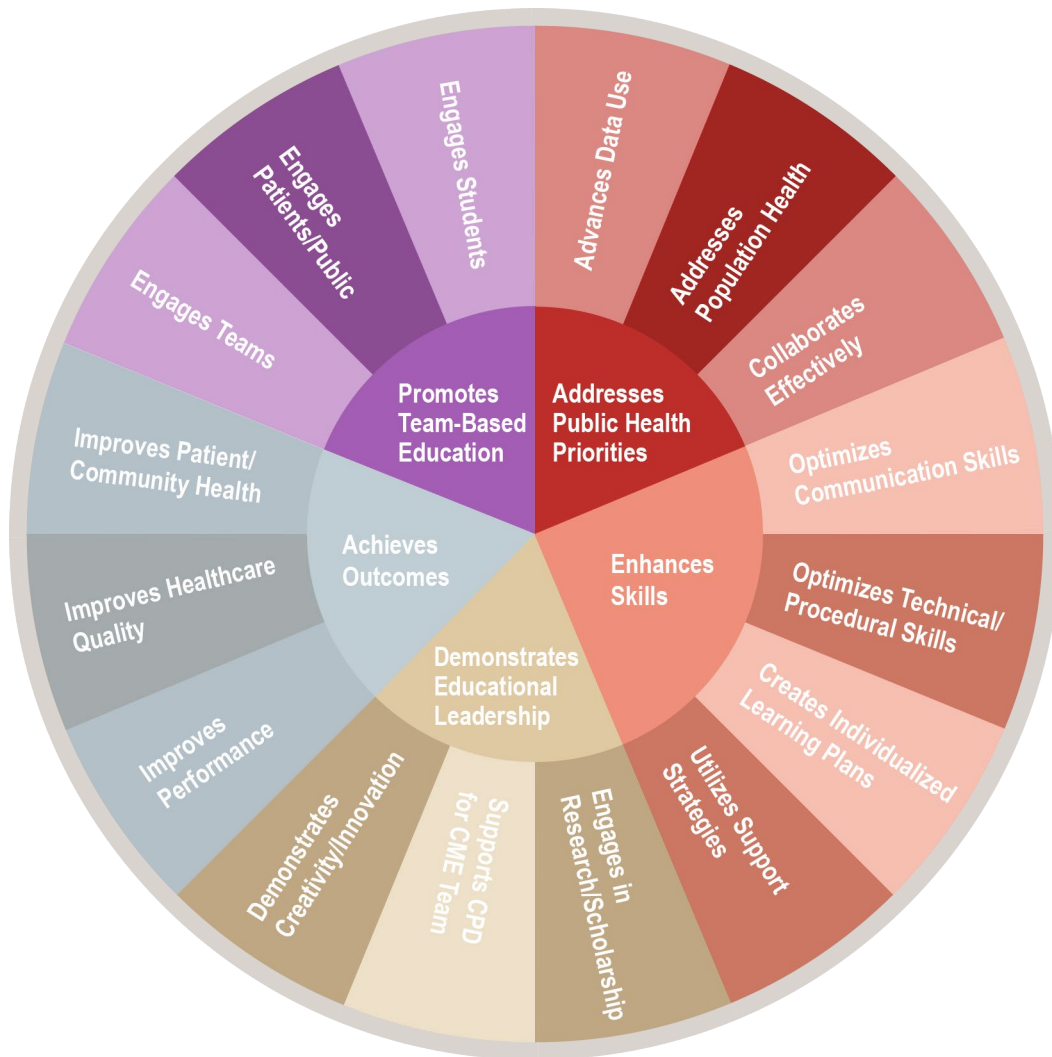 Promotes
Team-Based
Education
Addresses
Public Health
Priorities
Enhances
Skills
Demonstrates
Educational
Leadership
Achieves
Outcomes
Advances Data Use
Addresses
Population Health
Collaborates
Effectively
Optimizes
Communication Skills
Optimizes Technical/
Procedural Skills
Creates Individualized
Learning Plans
Utilizes Support
Strategies
Engages in
Research/Scholarship
Supports CPD
for CME Team
Demonstrates
Creativity/Innovation
Improves
Performance
Improves Healthcare
Quality
Improves Patient/
Community Health
Engages Teams
Engages
Patients/Public
Engages Students